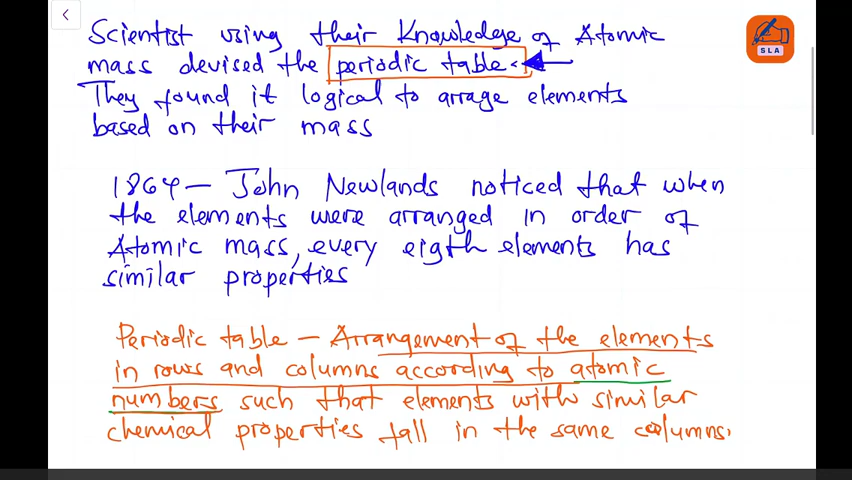 Scientist using their Knowledge of Atomic
mass devised the periodic table.
They found it logical to arrage elements
based on their mass
1864 - John Newlands noticed that when
the elements were arranged in order of
Atomic mass, every eigth elements has
similar properties
Periodic table - Arrangement of the elements
in rows and columns according to atomic
numbers such that elements with similar
chemical properties fall in the same columns.
SLA